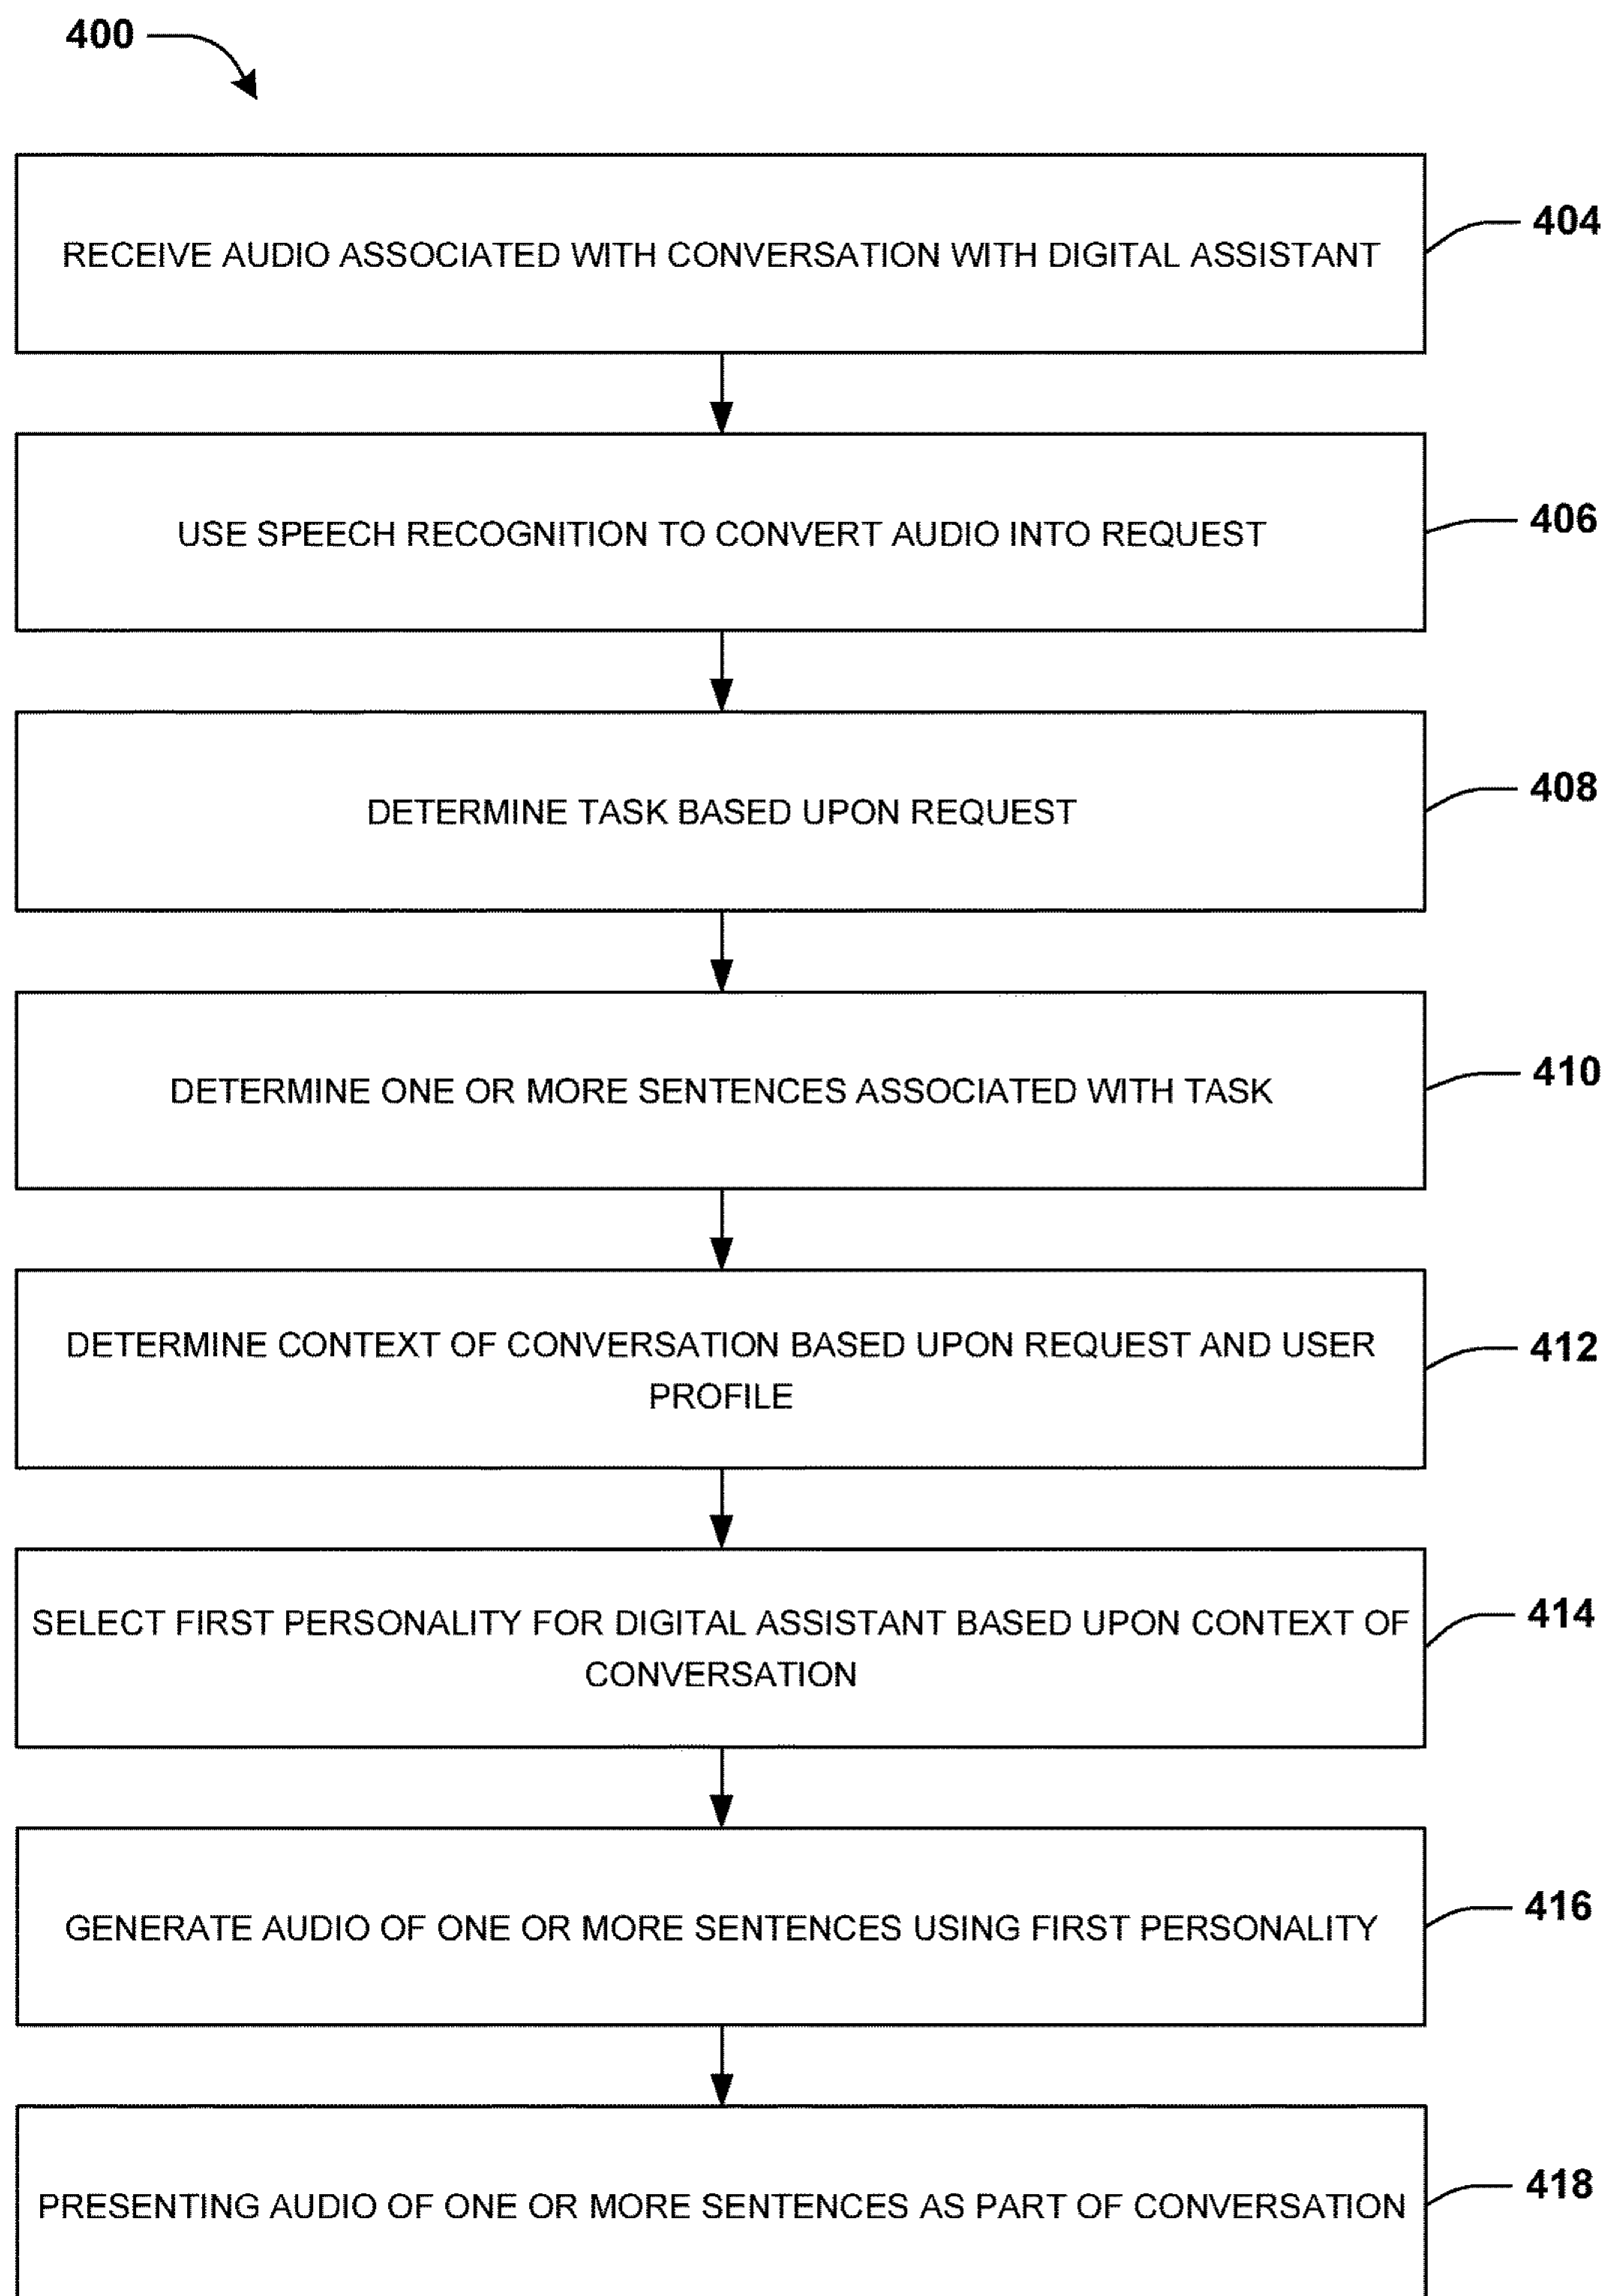 400
RECEIVE AUDIO ASSOCIATED WITH CONVERSATION WITH DIGITAL ASSISTANT
404
USE SPEECH RECOGNITION TO CONVERT AUDIO INTO REQUEST
406
DETERMINE TASK BASED UPON REQUEST
408
DETERMINE ONE OR MORE SENTENCES ASSOCIATED WITH TASK
410
DETERMINE CONTEXT OF CONVERSATION BASED UPON REQUEST AND USER
PROFILE
412
SELECT FIRST PERSONALITY FOR DIGITAL ASSISTANT BASED UPON CONTEXT OF
CONVERSATION
414
GENERATE AUDIO OF ONE OR MORE SENTENCES USING FIRST PERSONALITY
416
PRESENTING AUDIO OF ONE OR MORE SENTENCES AS PART OF CONVERSATION
418